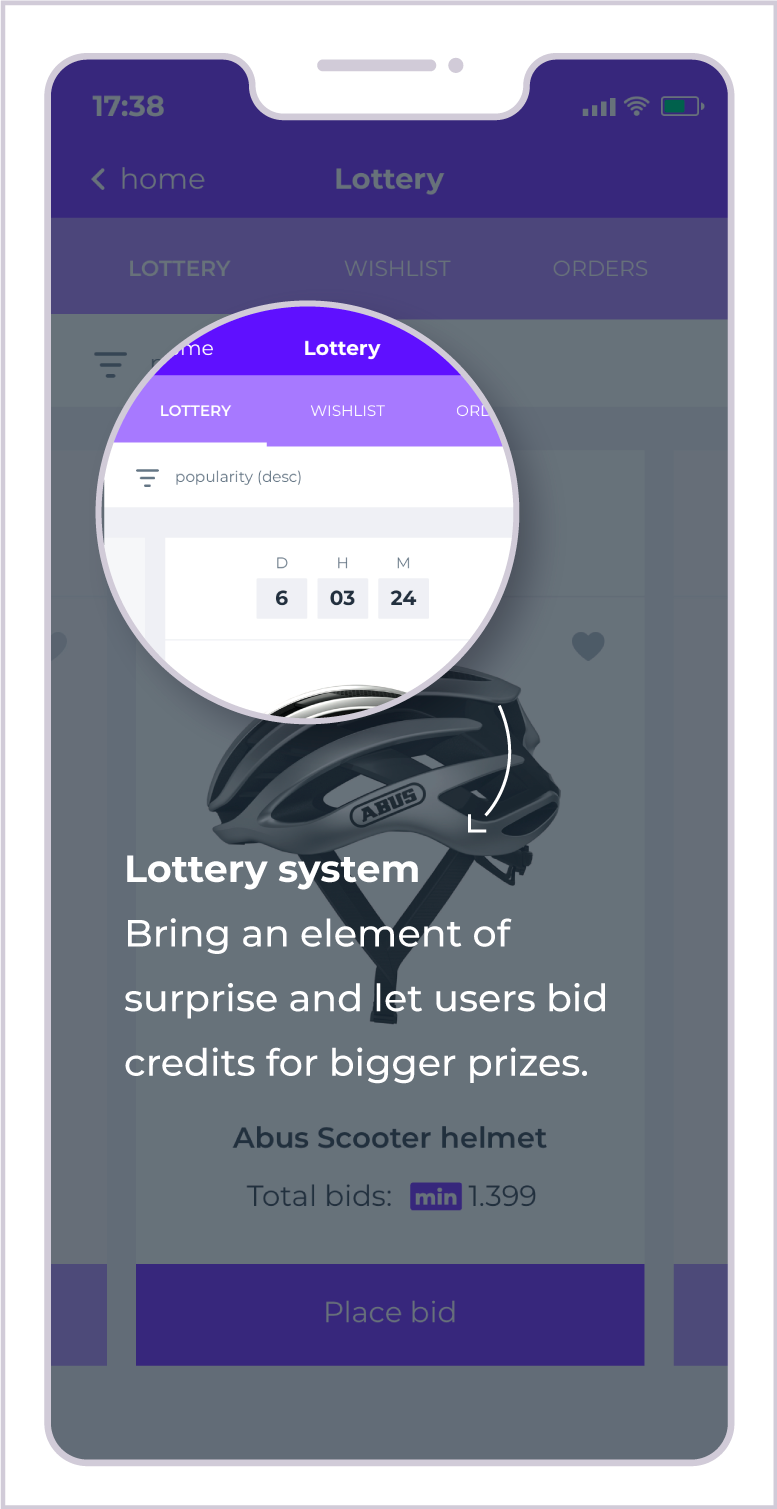 17:38
home
Lottery
LOTTERY
WISHLIST
ORDERS
me
Lottery
LOTTERY
WISHLIST
ORD
popularity (desc)
D
H
M
6
03
24
ABUS
Lottery system
Bring an element of
surprise and let users bid
credits for bigger prizes.
Abus Scooter helmet
Total bids: min 1.399
Place bid